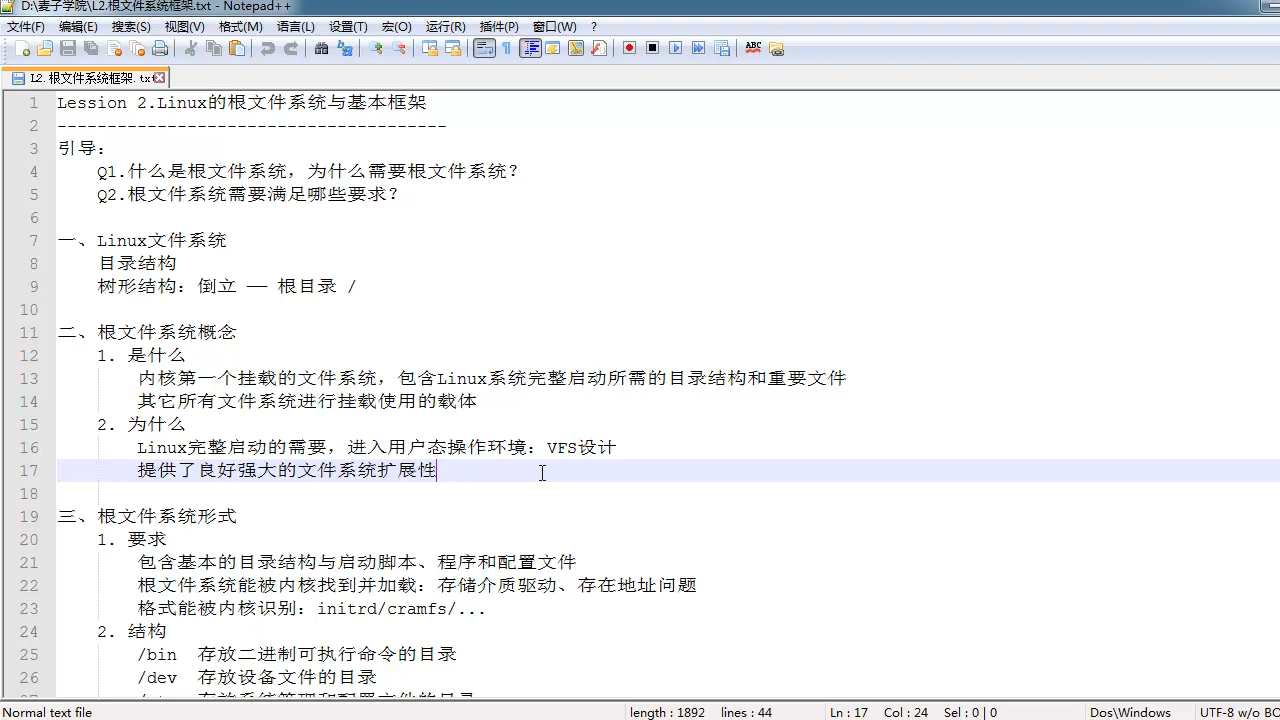 D:\麦子学院\L2.根文件系统框架.txt - Notepad++
文件(F) 编辑(E) 搜索(S) 视图(V) 格式(M) 语言(L) 设置(T) 宏(O) 运行(R) 插件(P) 窗口(W) ?
L2. 根文件系统框架. txt
1 Lession 2.Linux的根文件系统与基本框架
2 ---------------------------------------
3 引导：
4 Q1.什么是根文件系统，为什么需要根文件系统？
5 Q2.根文件系统需要满足哪些要求？
6
7 一、Linux文件系统
8 目录结构
9 树形结构：倒立 —— 根目录 /
10
11 二、根文件系统概念
12 1. 是什么
13 内核第一个挂载的文件系统，包含Linux系统完整启动所需的目录结构和重要文件
14 其它所有文件系统进行挂载使用的载体
15 2. 为什么
16 Linux完整启动的需要，进入用户态操作环境：VFS设计
17 提供了良好强大的文件系统扩展性
18
19 三、根文件系统形式
20 1. 要求
21 包含基本的目录结构与启动脚本、程序和配置文件
22 根文件系统能被内核找到并加载：存储介质驱动、存在地址问题
23 格式能被内核识别：initrd/cramfs/...
24 2. 结构
25 /bin 存放二进制可执行命令的目录
26 /dev 存放设备文件的目录
Normal text file length : 1892 lines : 44 Ln : 17 Col : 24 Sel : 0 | 0 Dos\Windows UTF-8 w/o BO